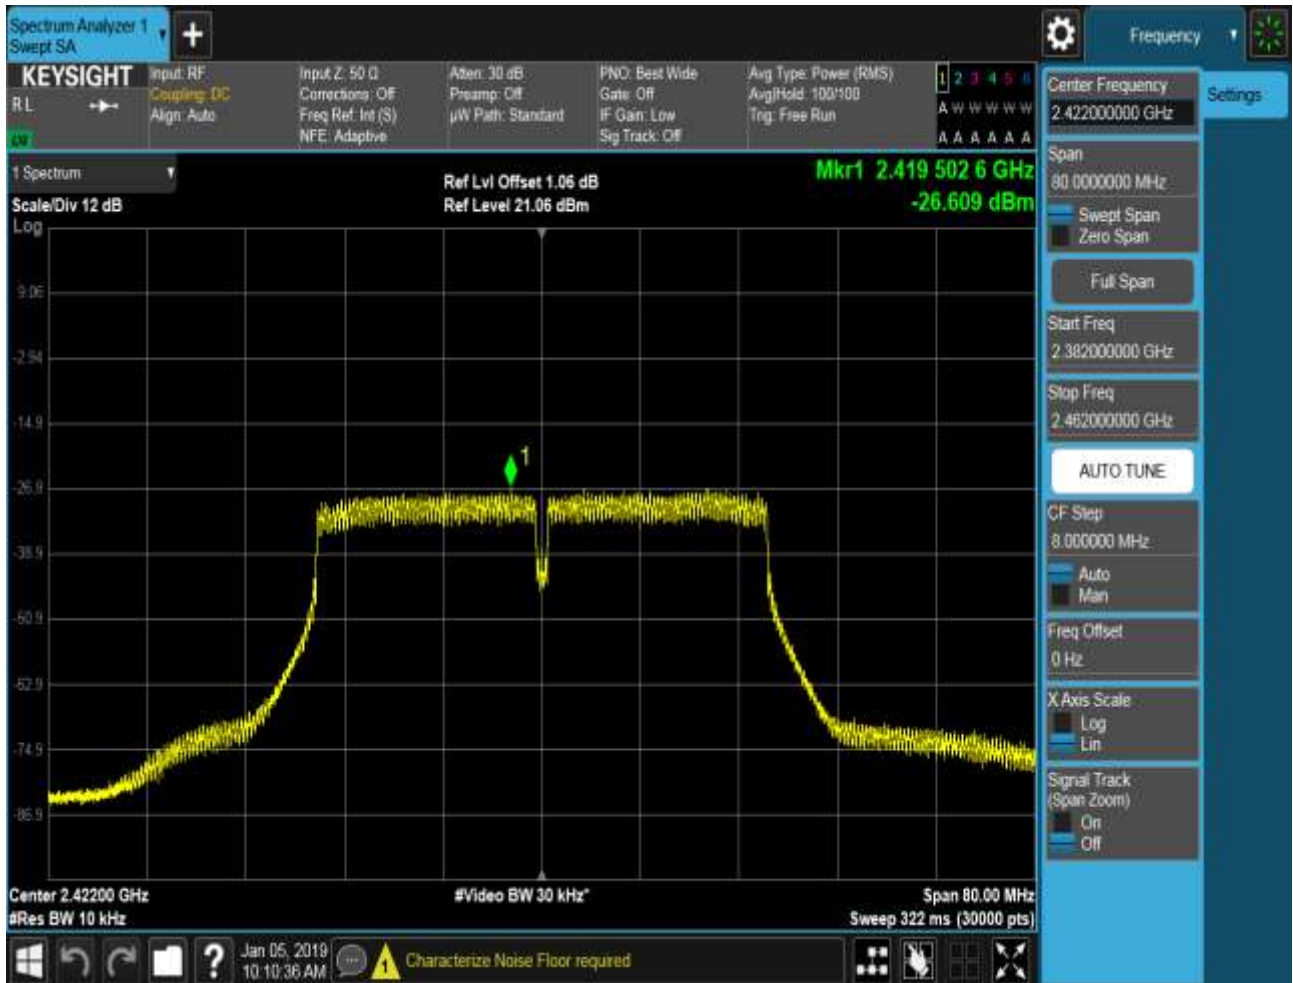 Spectrum Analyzer 1
Swept SA
+
Frequency
KEYSIGHT
R L
LXI
Input: RF
Coupling: DC
Align: Auto
Input Z: 50 Ω
Corrections: Off
Freq Ref: Int (S)
NFE: Adaptive
Atten: 30 dB
Preamp: Off
µW Path: Standard
PNO: Best Wide
Gate: Off
IF Gain: Low
Sig Track: Off
Avg Type: Power (RMS)
Avg|Hold: 100/100
Trig: Free Run
1 2 3 4 5 6
A W W W W W
A A A A A A
1 Spectrum
Scale/Div 12 dB
Log
Ref Lvl Offset 1.06 dB
Ref Level 21.06 dBm
Mkr1 2.419 502 6 GHz
-26.609 dBm
9.06
-2.94
-14.9
-26.9
-38.9
-50.9
-62.9
-74.9
-86.9
1
Center 2.42200 GHz
#Res BW 10 kHz
#Video BW 30 kHz*
Span 80.00 MHz
Sweep 322 ms (30000 pts)
Center Frequency
2.422000000 GHz
Settings
Span
80.0000000 MHz
Swept Span
Zero Span
Full Span
Start Freq
2.382000000 GHz
Stop Freq
2.462000000 GHz
AUTO TUNE
CF Step
8.000000 MHz
Auto
Man
Freq Offset
0 Hz
X Axis Scale
Log
Lin
Signal Track
(Span Zoom)
On
Off
?
Jan 05, 2019
10:10:36 AM
1
Characterize Noise Floor required